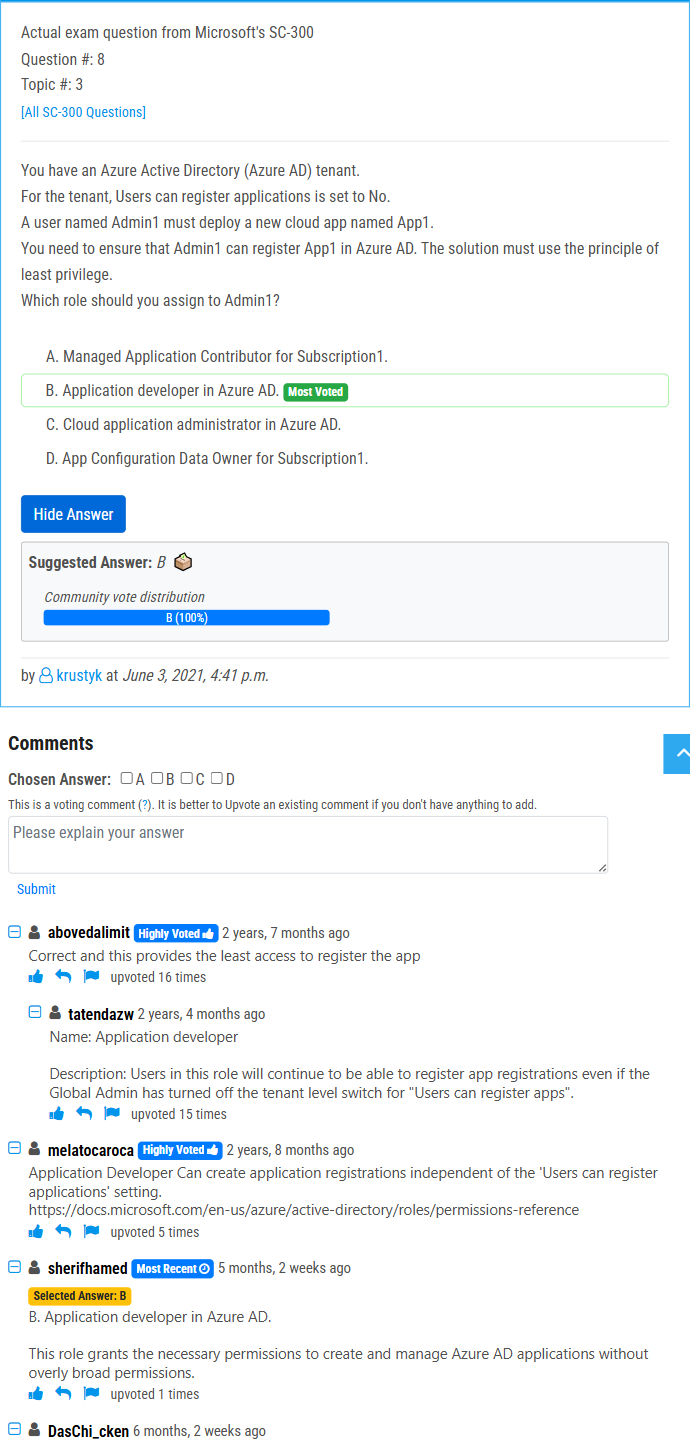 Actual exam question from Microsoft's SC-300
Question #: 8
Topic #: 3
[All SC-300 Questions]
You have an Azure Active Directory (Azure AD) tenant.
For the tenant, Users can register applications is set to No.
A user named Admin1 must deploy a new cloud app named App1.
You need to ensure that Admin1 can register App1 in Azure AD. The solution must use the principle of
least privilege.
Which role should you assign to Admin1?
A. Managed Application Contributor for Subscription1.
B. Application developer in Azure AD. Most Voted
C. Cloud application administrator in Azure AD.
D. App Configuration Data Owner for Subscription1.
Hide Answer
Suggested Answer: B
Community vote distribution
B (100%)
by krustyk at June 3, 2021, 4:41 p.m.
Comments
Chosen Answer: A B C D
This is a voting comment (?). It is better to Upvote an existing comment if you don't have anything to add.
Please explain your answer
Submit
abovedalimit Highly Voted 2 years, 7 months ago
Correct and this provides the least access to register the app
upvoted 16 times
tatendazw 2 years, 4 months ago
Name: Application developer
Description: Users in this role will continue to be able to register app registrations even if the
Global Admin has turned off the tenant level switch for "Users can register apps".
upvoted 15 times
melatocaroca Highly Voted 2 years, 8 months ago
Application Developer Can create application registrations independent of the 'Users can register
applications' setting.
https://docs.microsoft.com/en-us/azure/active-directory/roles/permissions-reference
upvoted 5 times
sherifhamed Most Recent 5 months, 2 weeks ago
Selected Answer: B
B. Application developer in Azure AD.
This role grants the necessary permissions to create and manage Azure AD applications without
overly broad permissions.
upvoted 1 times
DasChi_cken 6 months, 2 weeks ago